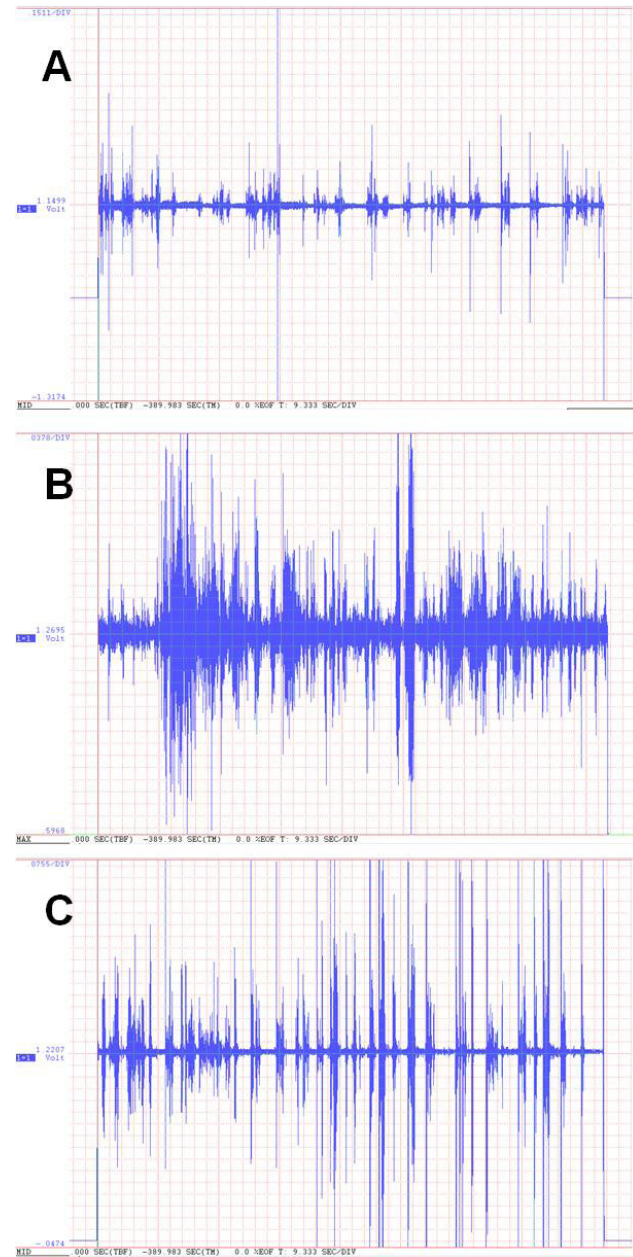 1511/DIV
A
1.1499
1-1 Volt
-1.3174
MID .000 SEC(TBF) -389.983 SEC(TM) 0.0 %EOF T: 9.333 SEC/DIV
0378/DIV
B
1.2695
1-1 Volt
.5960
MAX .000 SEC(TBF) -389.983 SEC(TM) 0.0 %EOF T: 9.333 SEC/DIV
0755/DIV
C
1.2207
1-1 Volt
-.0474
MID .000 SEC(TBF) -389.983 SEC(TM) 0.0 %EOF T: 9.333 SEC/DIV